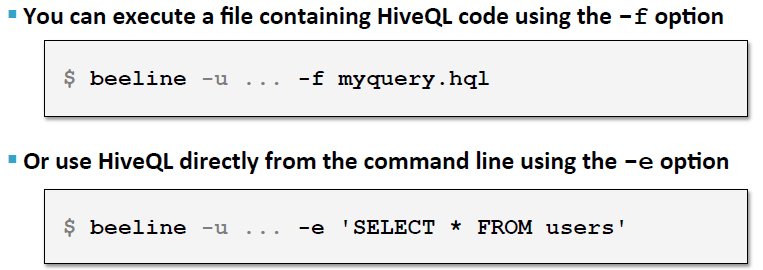 ▪ You can execute a file containing HiveQL code using the -f option
$ beeline -u ... -f myquery.hql
▪ Or use HiveQL directly from the command line using the -e option
$ beeline -u ... -e 'SELECT * FROM users'